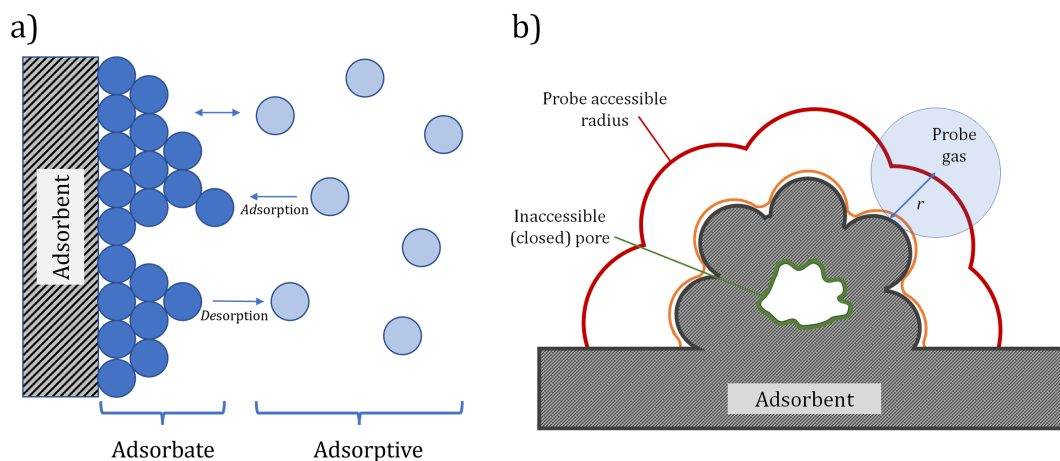 a)
Adsorbent
Adsorption
Desorption
Adsorbate
Adsorptive
b)
Probe accessible
radius
Probe
gas
r
Inaccessible
(closed) pore
Adsorbent